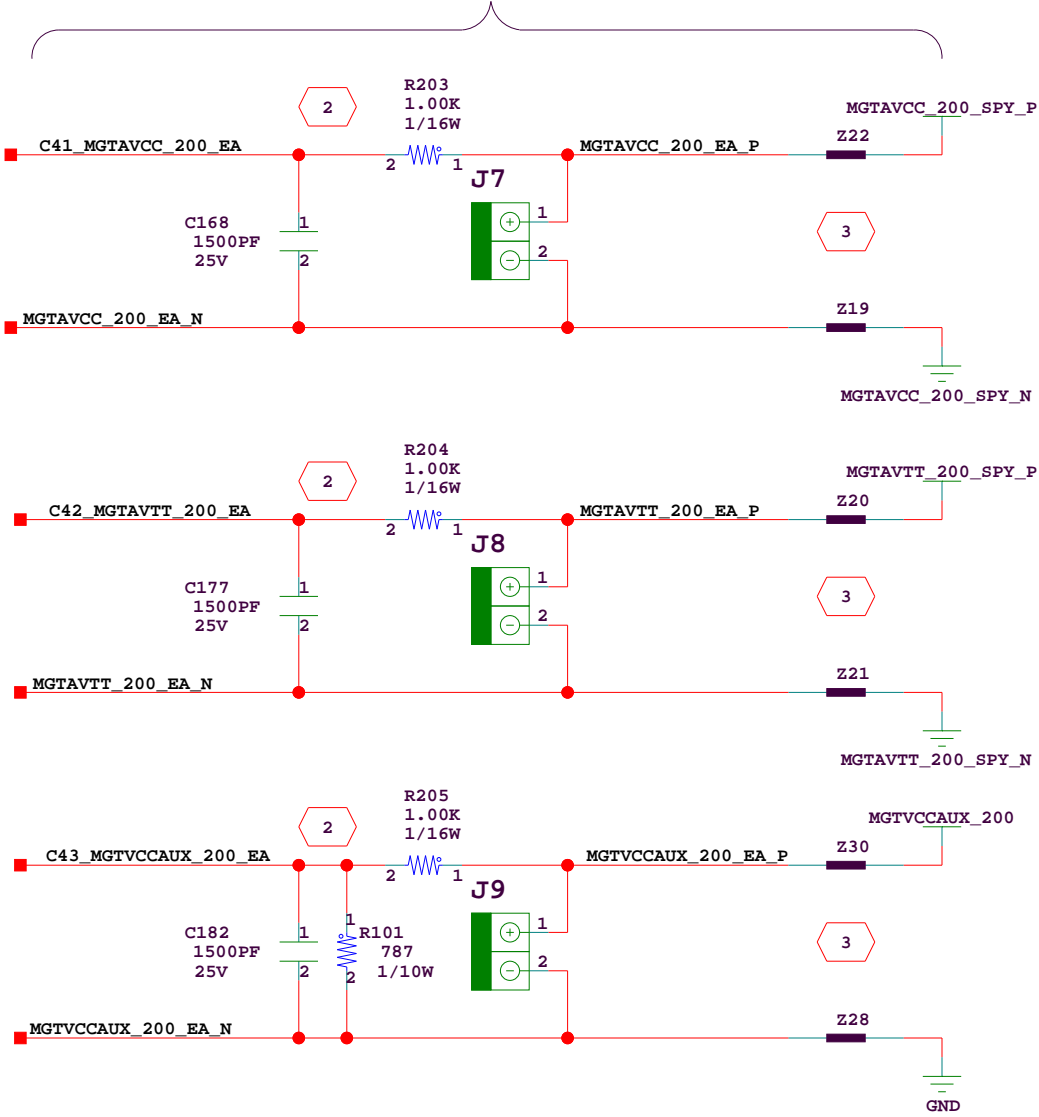 R203
1.00K
1/16W
2
MGTAVCC_200_SPY_P
C41_MGTAVCC_200_EA
MGTAVCC_200_EA_P
Z22
2
1
J7
C168
1500PF
25V
1
2
1
2
3
MGTAVCC_200_EA_N
Z19
MGTAVCC_200_SPY_N
R204
1.00K
1/16W
2
MGTAVTT_200_SPY_P
C42_MGTAVTT_200_EA
MGTAVTT_200_EA_P
Z20
2
1
J8
C177
1500PF
25V
1
2
1
2
3
MGTAVTT_200_EA_N
Z21
MGTAVTT_200_SPY_N
R205
1.00K
1/16W
2
MGTVCCAUX_200
C43_MGTVCCAUX_200_EA
MGTVCCAUX_200_EA_P
Z30
2
1
J9
C182
1500PF
25V
1
2
1
R101
787
1/10W
2
1
2
3
MGTVCCAUX_200_EA_N
Z28
GND